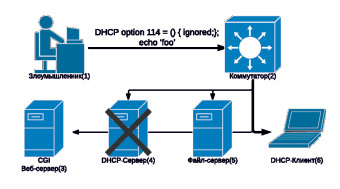 DHCP option 114 = () { ignored;};
echo 'foo'
Злоумышленник(1)
Коммутатор(2)
CGI
Веб-сервер(3)
DHCP-Сервер(4)
Файл-сервер(5)
DHCP-Клиент(6)